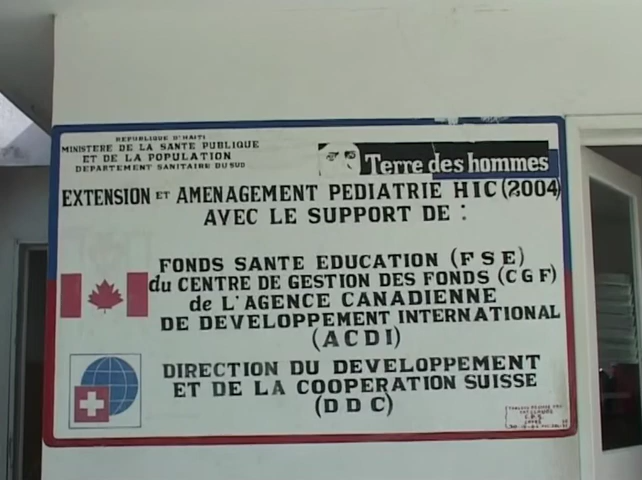 REPUBLIQUE D'HAITI
MINISTERE DE LA SANTE PUBLIQUE
ET DE LA POPULATION
DEPARTEMENT SANITAIRE DU SUD
Terre des hommes
EXTENSION ET AMENAGEMENT PEDIATRIE HIC (2004)
AVEC LE SUPPORT DE :
FONDS SANTE EDUCATION (FSE)
du CENTRE DE GESTION DES FONDS (CGF)
de L'AGENCE CANADIENNE
DE DEVELOPPEMENT INTERNATIONAL
(ACDI)
DIRECTION DU DEVELOPPEMENT
ET DE LA COOPERATION SUISSE
(DDC)